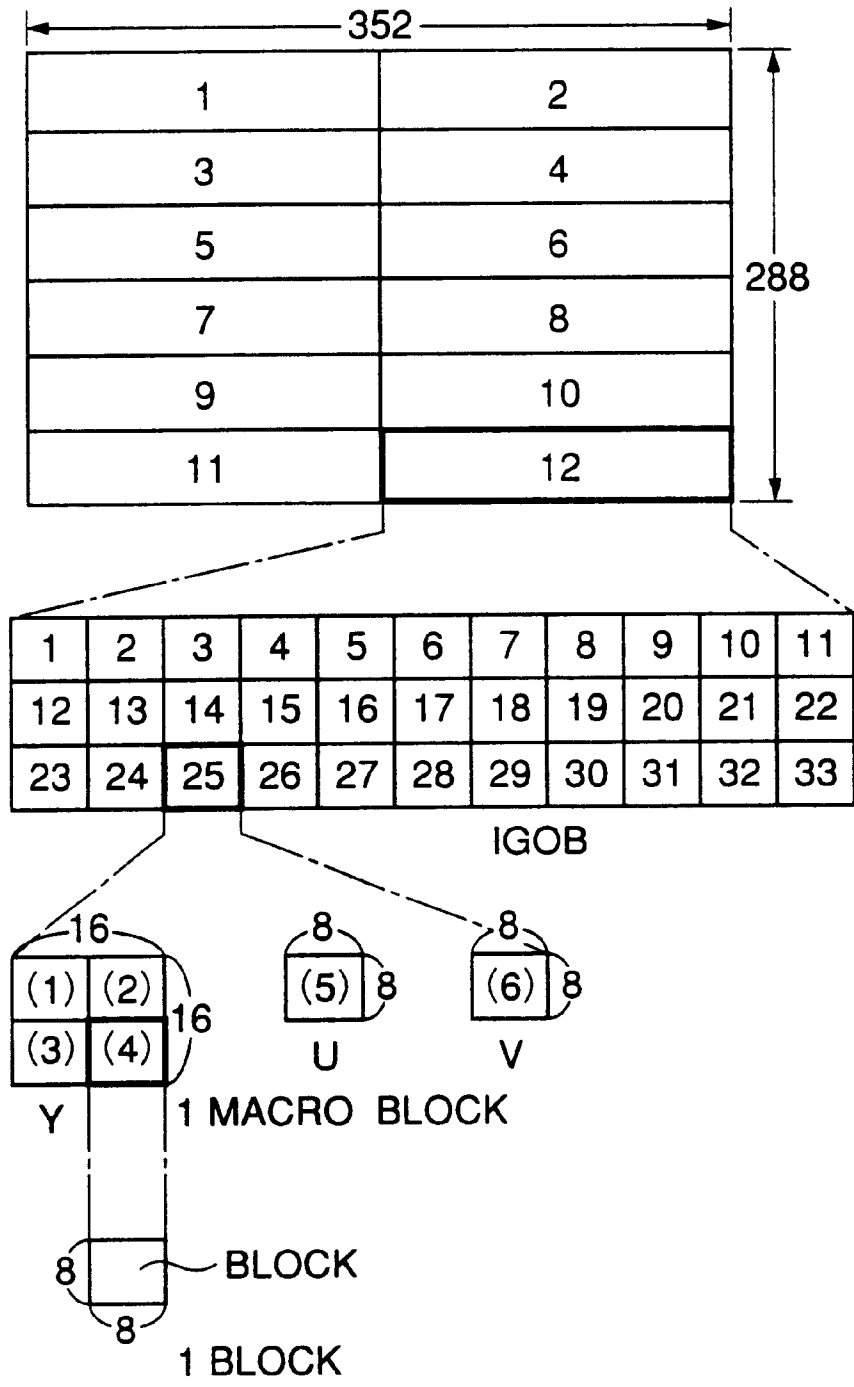 352
1 2
3 4
5 6
288
7 8
9 10
11 12
1 2 3 4 5 6 7 8 9 10 11
12 13 14 15 16 17 18 19 20 21 22
23 24 25 26 27 28 29 30 31 32 33
IGOB
16 8 8
(1) (2) (5) 8 (6) 8
16
(3) (4) U V
Y 1 MACRO BLOCK
8 BLOCK
8
1 BLOCK